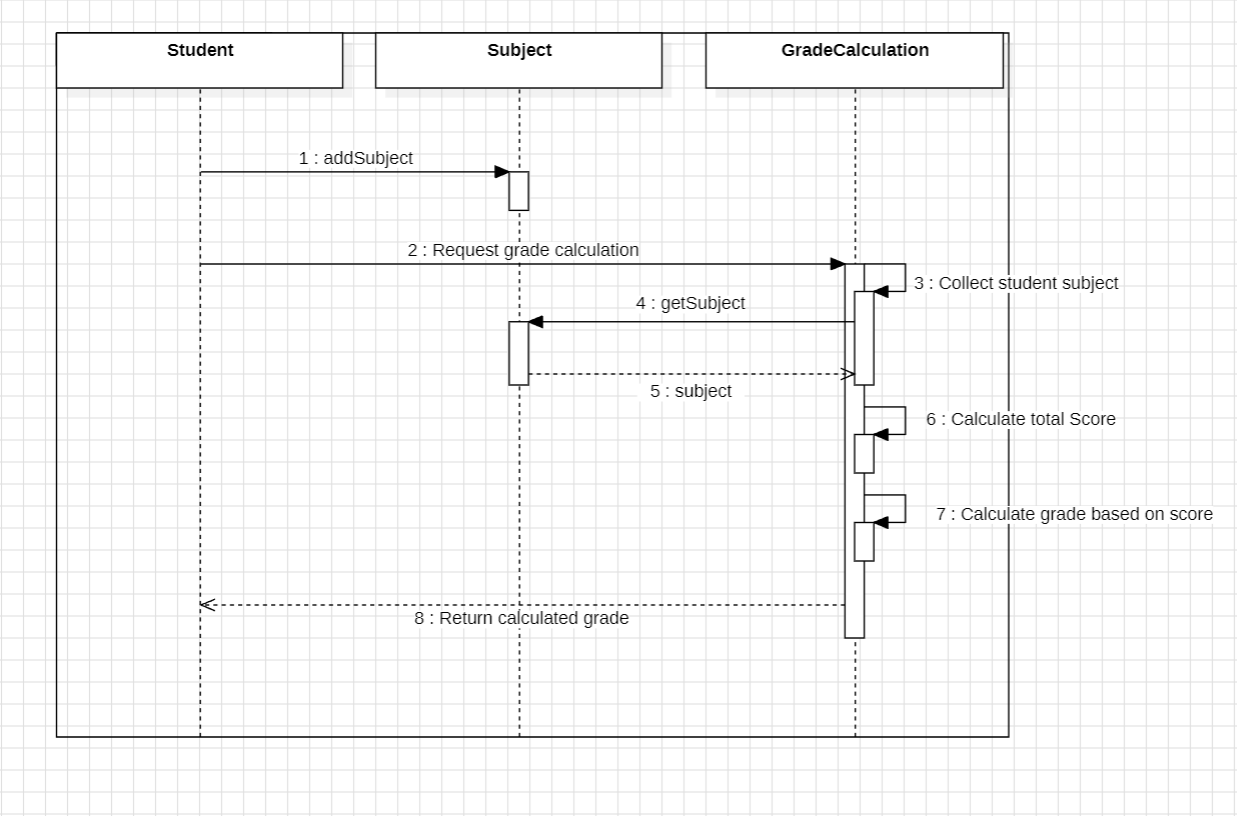 Student
Subject
GradeCalculation
1 : addSubject
2 : Request grade calculation
3 : Collect student subject
4 : getSubject
5 : subject
6 : Calculate total Score
7 : Calculate grade based on score
8 : Return calculated grade